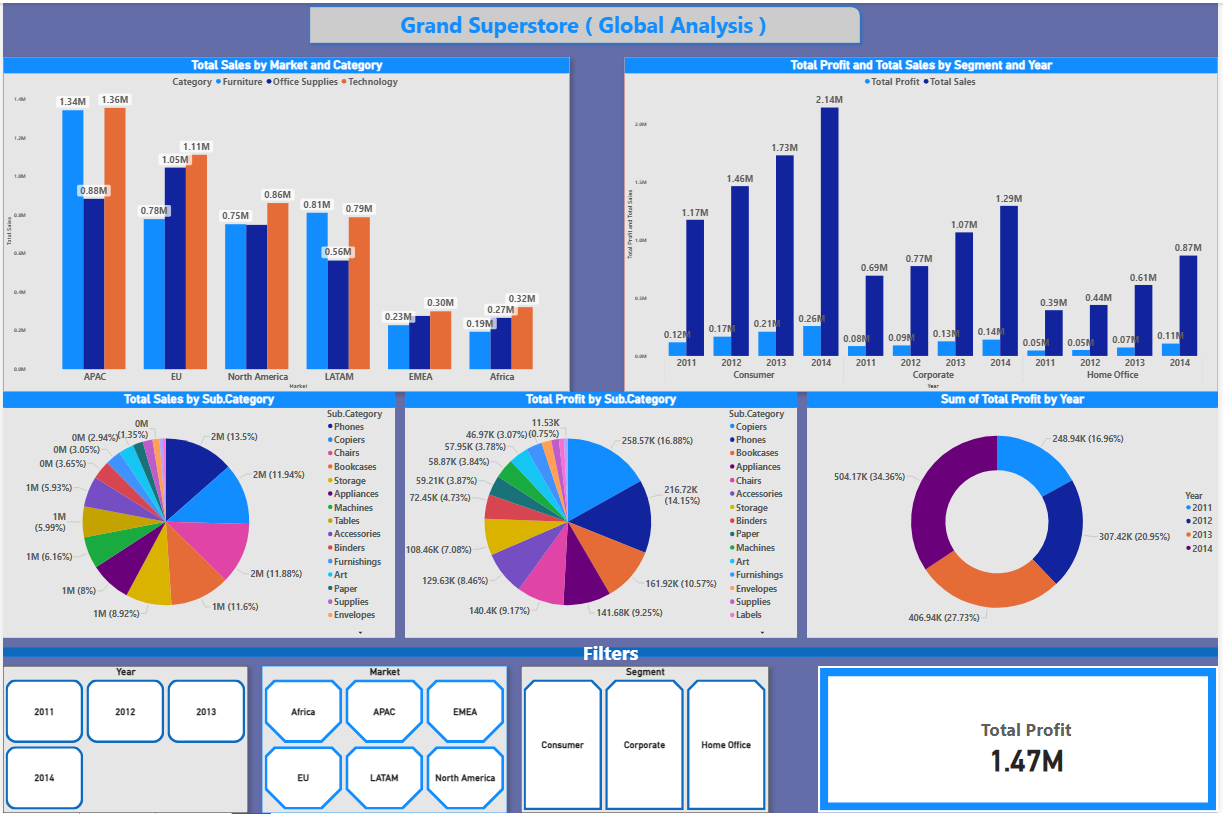 Grand Superstore ( Global Analysis )
Total Sales by Market and Category
Category Furniture Office Supplies Technology
1.4M
1.2M
1.0M
0.8M
0.6M
0.4M
0.2M
0.0M
Total Sales
1.34M 0.88M 1.36M
0.78M 1.05M 1.11M
0.75M 0.86M
0.81M 0.56M 0.79M
0.23M 0.30M
0.19M 0.27M 0.32M
APAC EU North America LATAM EMEA Africa
Market
Total Profit and Total Sales by Segment and Year
Total Profit Total Sales
2.0M
1.5M
1.0M
0.5M
0.0M
Total Profit and Total Sales
0.12M 1.17M 0.17M 1.46M 0.21M 1.73M 0.26M 2.14M
0.08M 0.69M 0.09M 0.77M 0.13M 1.07M 0.14M 1.29M
0.05M 0.39M 0.05M 0.44M 0.07M 0.61M 0.11M 0.87M
2011 2012 2013 2014 2011 2012 2013 2014 2011 2012 2013 2014
Consumer Corporate Home Office
Year
Total Sales by Sub.Category
2M (13.5%)
2M (11.94%)
2M (11.88%)
1M (11.6%)
1M (8.92%)
1M (8%)
1M (6.16%)
1M
(5.99%)
1M (5.93%)
0M (3.65%)
0M (3.05%)
0M (2.94%)
(1.35%)
0M
Sub.Category
Phones
Copiers
Chairs
Bookcases
Storage
Appliances
Machines
Tables
Accessories
Binders
Furnishings
Art
Paper
Supplies
Envelopes
Total Profit by Sub.Category
258.57K (16.88%)
216.72K
(14.15%)
161.92K (10.57%)
141.68K (9.25%)
140.4K (9.17%)
129.63K (8.46%)
108.46K (7.08%)
72.45K (4.73%)
59.21K (3.87%)
58.87K (3.84%)
57.95K (3.78%)
46.97K (3.07%)
11.53K
(0.75%)
Sub.Category
Copiers
Phones
Bookcases
Appliances
Chairs
Accessories
Storage
Binders
Paper
Machines
Art
Furnishings
Envelopes
Supplies
Labels
Sum of Total Profit by Year
248.94K (16.96%)
307.42K (20.95%)
406.94K (27.73%)
504.17K (34.36%)
Year
2011
2012
2013
2014
Filters
Year
2011 2012 2013
2014
Market
Africa APAC EMEA
EU LATAM North America
Segment
Consumer Corporate Home Office
Total Profit
1.47M